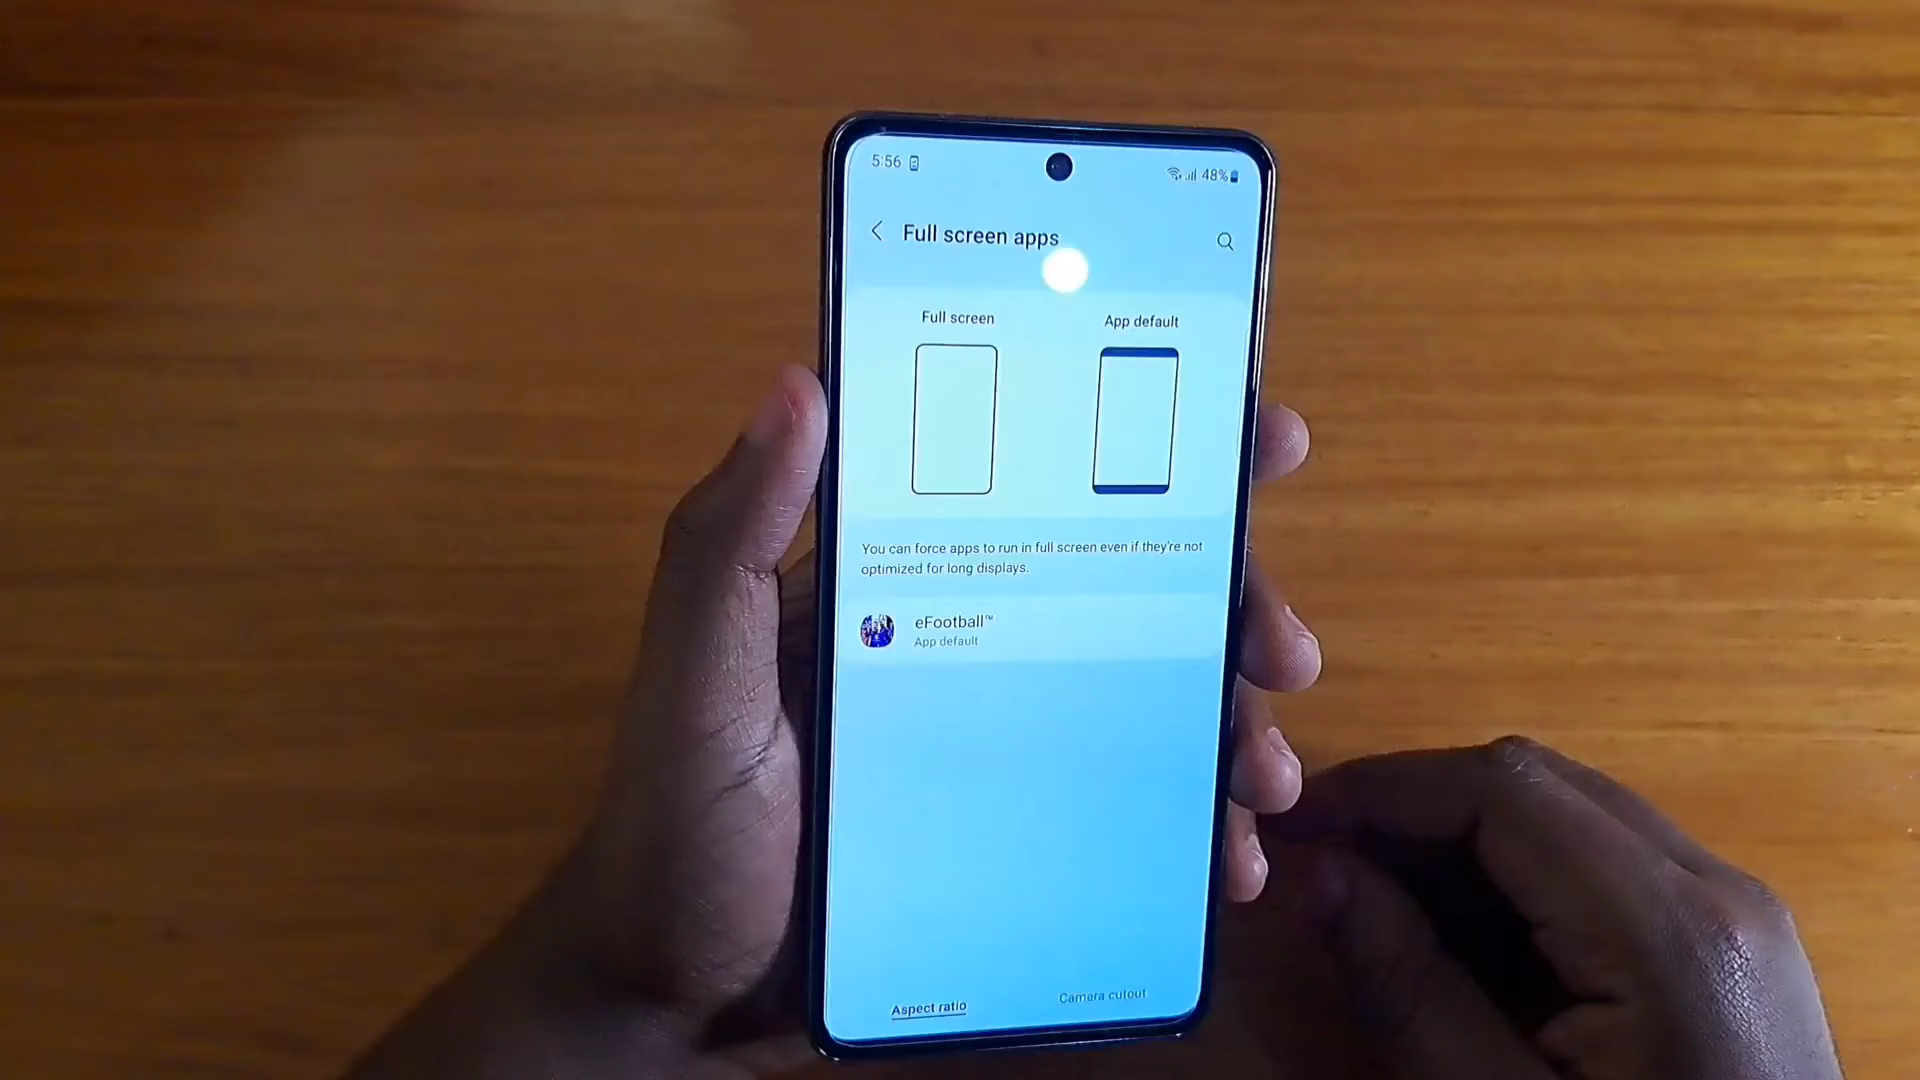 5:56
48%
Full screen apps
Full screen
App default
You can force apps to run in full screen even if they're not
optimized for long displays.
eFootball™
App default
Aspect ratio
Camera cutout